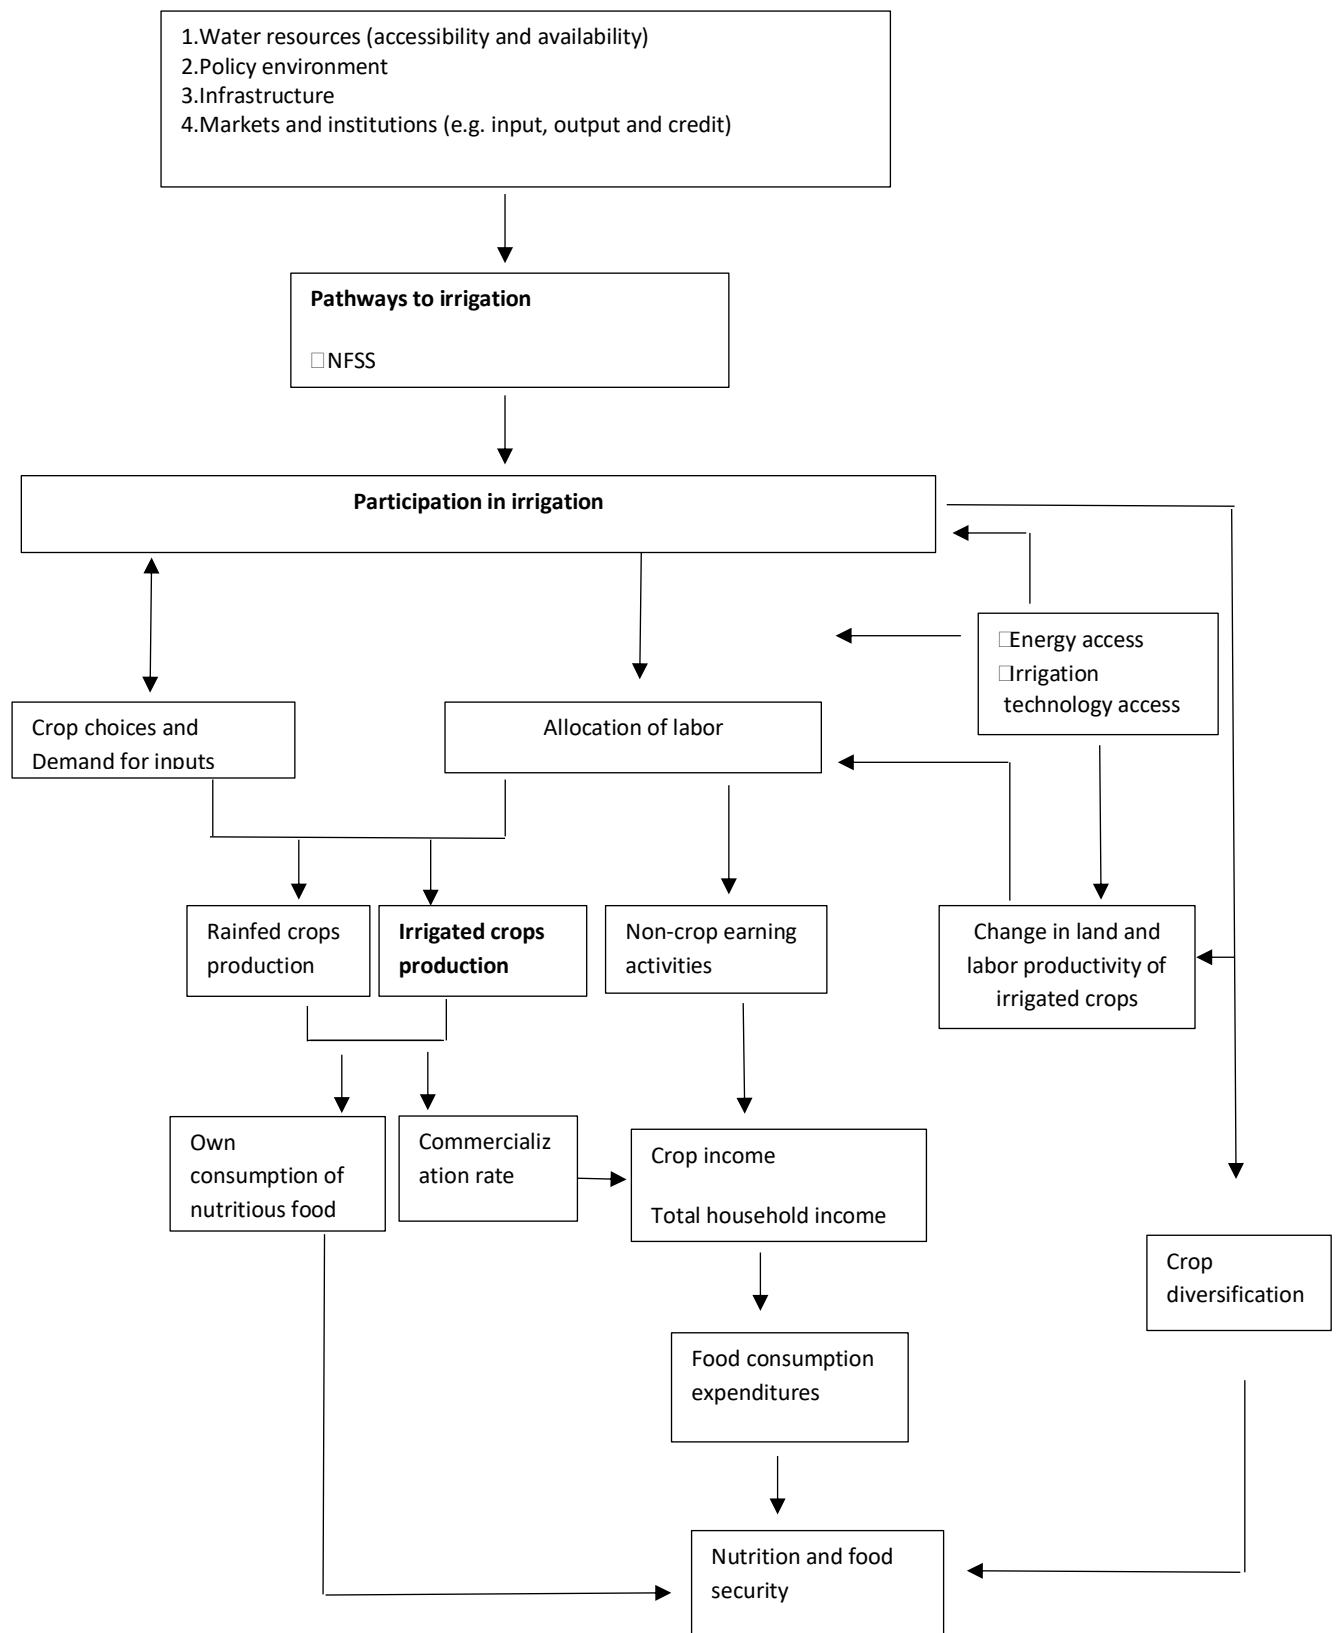 1.Water resources (accessibility and availability)
2.Policy environment
3.Infrastructure
4.Markets and institutions (e.g. input, output and credit)
Pathways to irrigation
NFSS
Participation in irrigation
Energy access
Irrigation
technology access
Crop choices and
Demand for inputs
Allocation of labor
Rainfed crops
production
Irrigated crops
production
Non-crop earning
activities
Change in land and
labor productivity of
irrigated crops
Own
consumption of
nutritious food
Commercializ
ation rate
Crop income
Total household income
Crop
diversification
Food consumption
expenditures
Nutrition and food
security